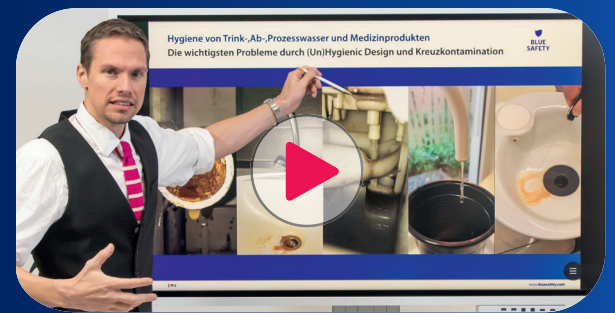 Hygiene von Trink-,Ab-,Prozesswasser und Medizinprodukten
Die wichtigsten Probleme durch (Un)Hygienic Design und Kreuzkontamination
BLUE
SAFETY
www.bluesafety.com